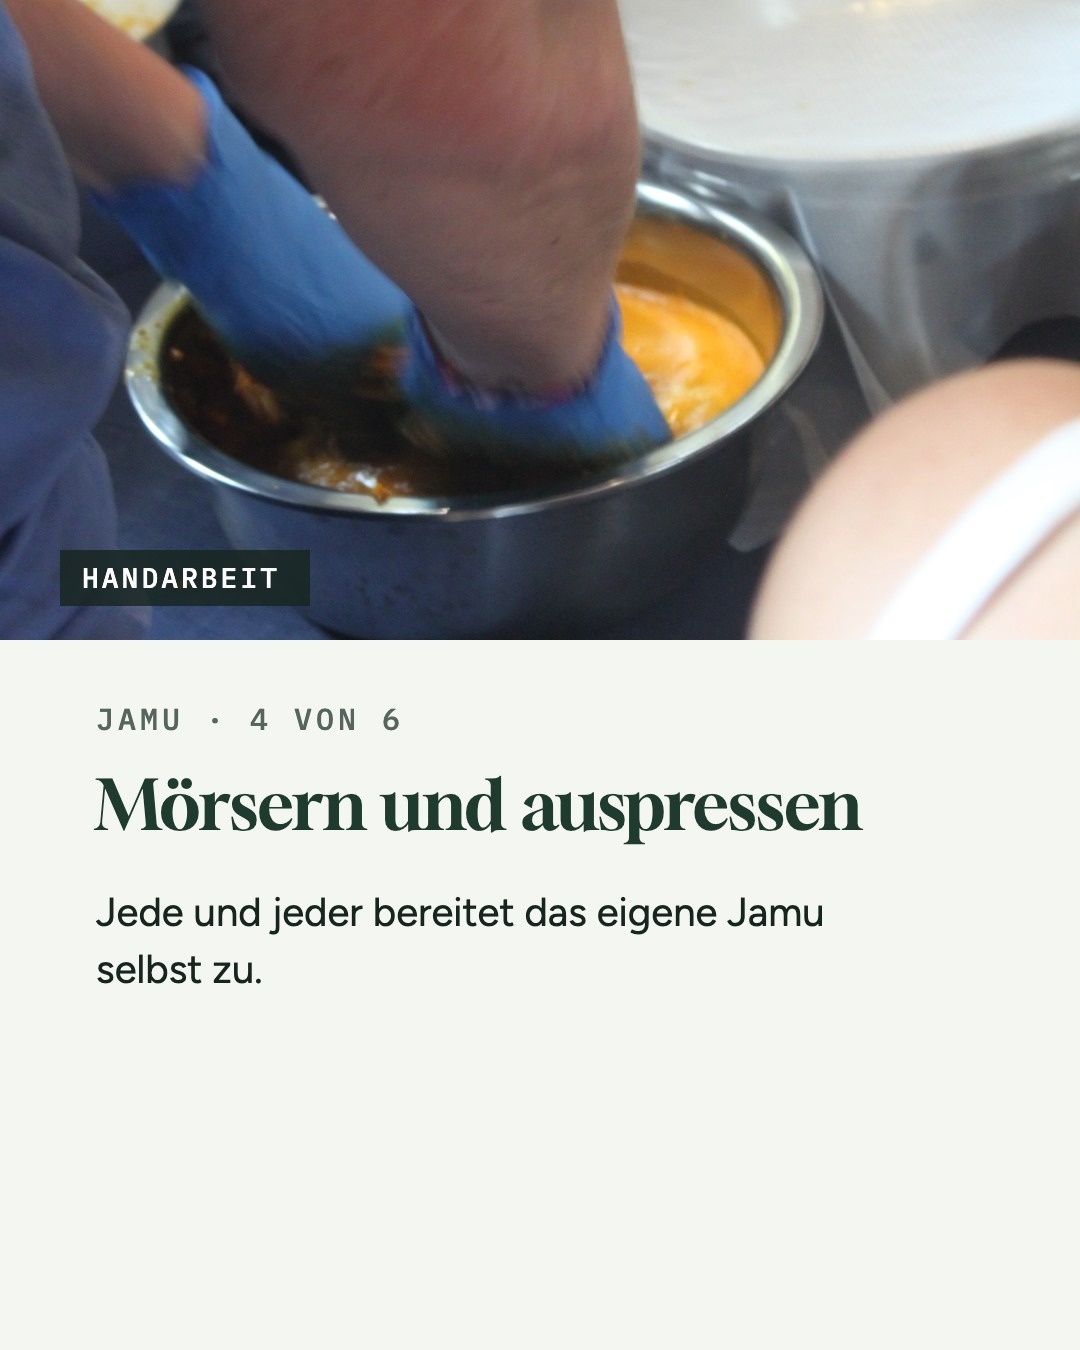 HANDARBEIT
JAMU · 4 VON 6
Mörsern und auspressen
Jede und jeder bereitet das eigene Jamu
selbst zu.